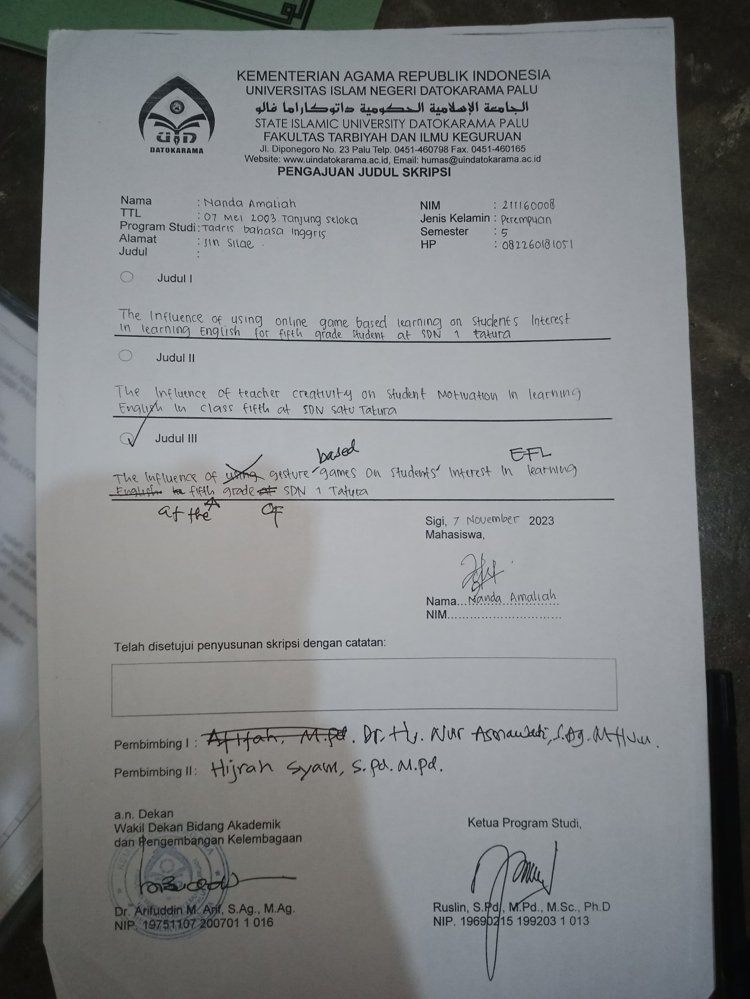 KEMENTERIAN AGAMA REPUBLIK INDONESIA
UNIVERSITAS ISLAM NEGERI DATOKARAMA PALU
الجامعة الإسلامية الحكومية داتوكاراما فالو
STATE ISLAMIC UNIVERSITY DATOKARAMA PALU
FAKULTAS TARBIYAH DAN ILMU KEGURUAN
Jl. Diponegoro No. 23 Palu Telp. 0451-460798 Fax. 0451-460165
Website: www.uindatokarama.ac.id, Email: humas@uindatokarama.ac.id
UIN
DATOKARAMA
PENGAJUAN JUDUL SKRIPSI
Nama : Nanda Amaliah
TTL : 07 Mei 2003. Tanjung Seloka
Program Studi : Tadris bahasa Inggris
Alamat : Jln Silae .
Judul :
NIM : 211160008
Jenis Kelamin : Perempuan
Semester : 5
HP : 082260181051
Judul I
The Influence of using online game based learning on students interest
In learning English for fifth grade student at SDN 1 tatura
Judul II
The Influence of teacher creativity on student Motivation in learning
English in class fifth at SDN satu Tatura
Judul III
based EFL
The Influence of using gesture games on students' Interest in learning
English in fifth grade at SDN 1 Tatura
at the of
Sigi, 7 November 2023
Mahasiswa,
Nama... Nanda Amaliah
NIM..............................
Telah disetujui penyusunan skripsi dengan catatan:
Pembimbing I : Afifah, M.Pd. Dr. Hj. Nur Asmawati, S.Ag. M.Hum.
Pembimbing II : Hijrah Syam, S.Pd. M.Pd.
a.n. Dekan
Wakil Dekan Bidang Akademik
dan Pengembangan Kelembagaan
Dr. Arifuddin M. Arif, S.Ag., M.Ag.
NIP. 19751107 200701 1 016
Ketua Program Studi,
Ruslin, S.Pd., M.Pd., M.Sc., Ph.D
NIP. 19690215 199203 1 013